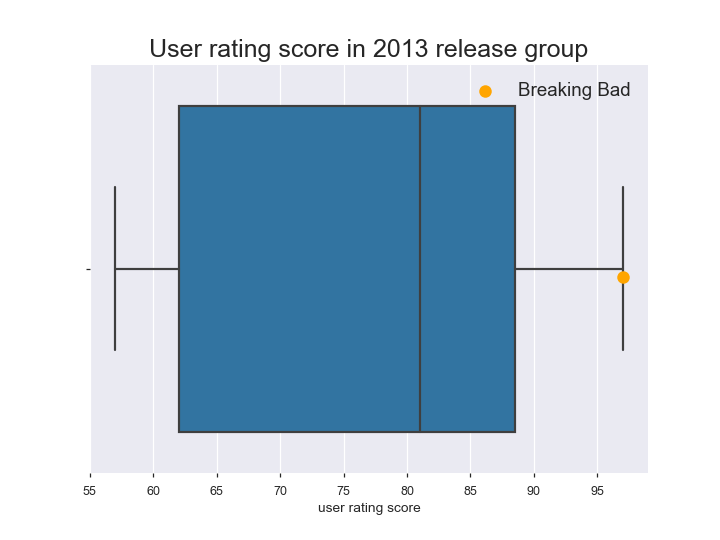 User rating score in 2013 release group
Breaking Bad
55 60 65 70 75 80 85 90 95
user rating score